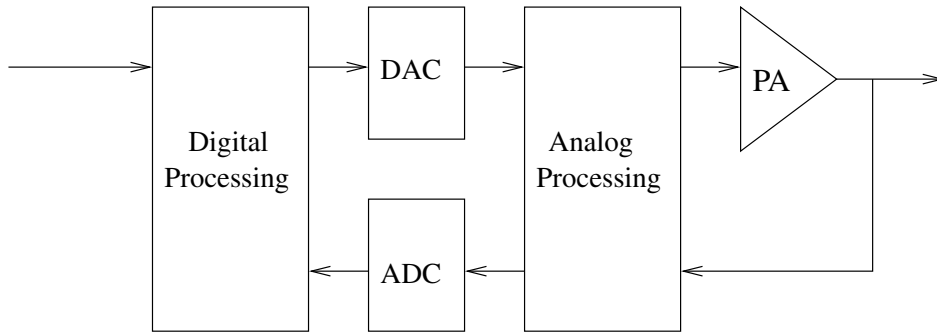 Digital
Processing
DAC
ADC
Analog
Processing
PA